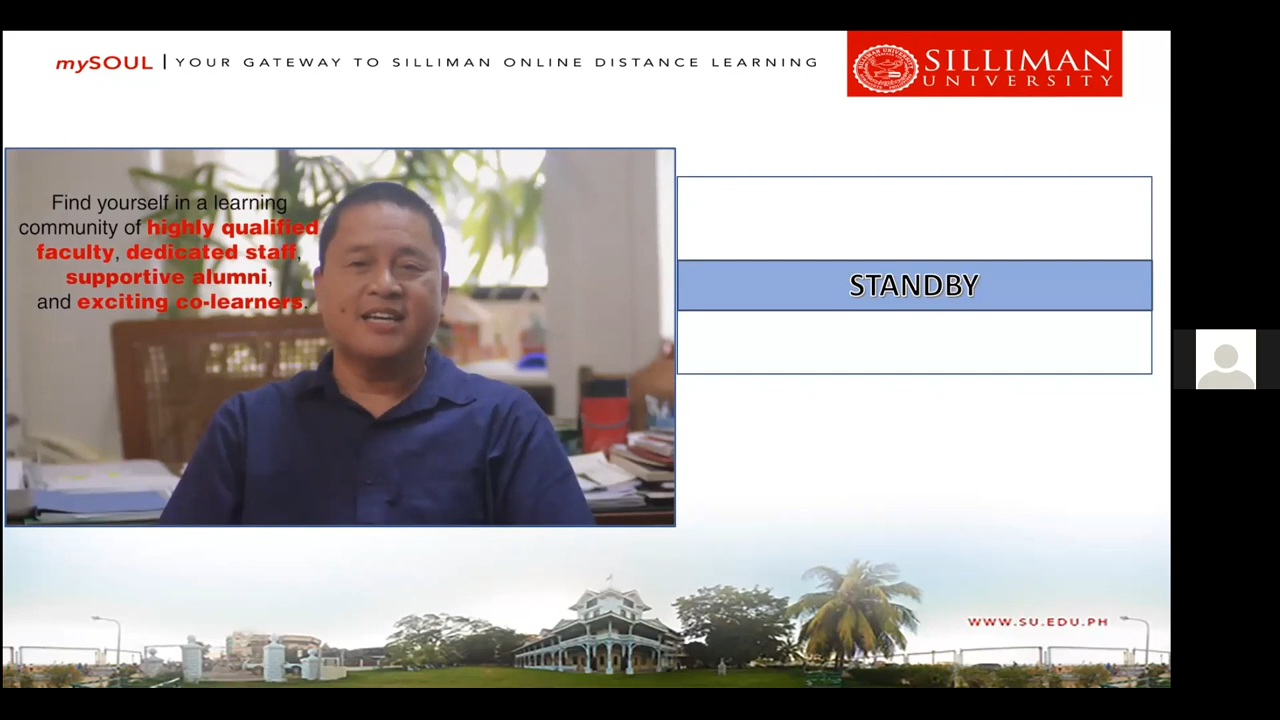 mySOUL | YOUR GATEWAY TO SILLIMAN ONLINE DISTANCE LEARNING
SILLIMAN
UNIVERSITY
Find yourself in a learning
community of highly qualified
faculty, dedicated staff,
supportive alumni,
and exciting co-learners.
STANDBY
WWW.SU.EDU.PH